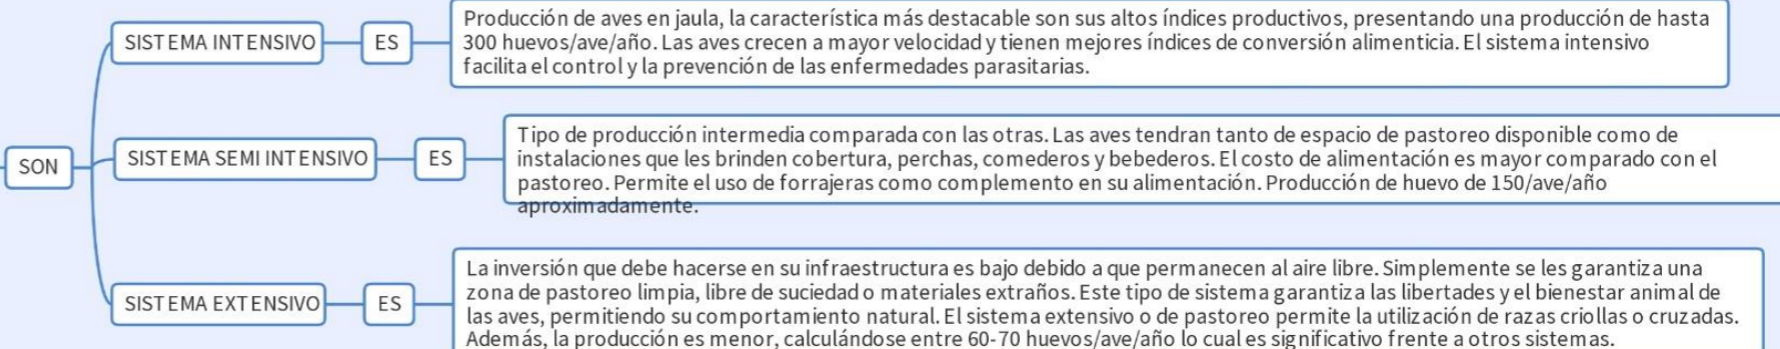 SON
SISTEMA INTENSIVO
ES
Producción de aves en jaula, la característica más destacable son sus altos índices productivos, presentando una producción de hasta
300 huevos/ave/año. Las aves crecen a mayor velocidad y tienen mejores índices de conversión alimenticia. El sistema intensivo
facilita el control y la prevención de las enfermedades parasitarias.
SISTEMA SEMI INTENSIVO
ES
Tipo de producción intermedia comparada con las otras. Las aves tendran tanto de espacio de pastoreo disponible como de
instalaciones que les brinden cobertura, perchas, comederos y bebederos. El costo de alimentación es mayor comparado con el
pastoreo. Permite el uso de forrajeras como complemento en su alimentación. Producción de huevo de 150/ave/año
aproximadamente.
SISTEMA EXTENSIVO
ES
La inversión que debe hacerse en su infraestructura es bajo debido a que permanecen al aire libre. Simplemente se les garantiza una
zona de pastoreo limpia, libre de suciedad o materiales extraños. Este tipo de sistema garantiza las libertades y el bienestar animal de
las aves, permitiendo su comportamiento natural. El sistema extensivo o de pastoreo permite la utilización de razas criollas o cruzadas.
Además, la producción es menor, calculándose entre 60-70 huevos/ave/año lo cual es significativo frente a otros sistemas.